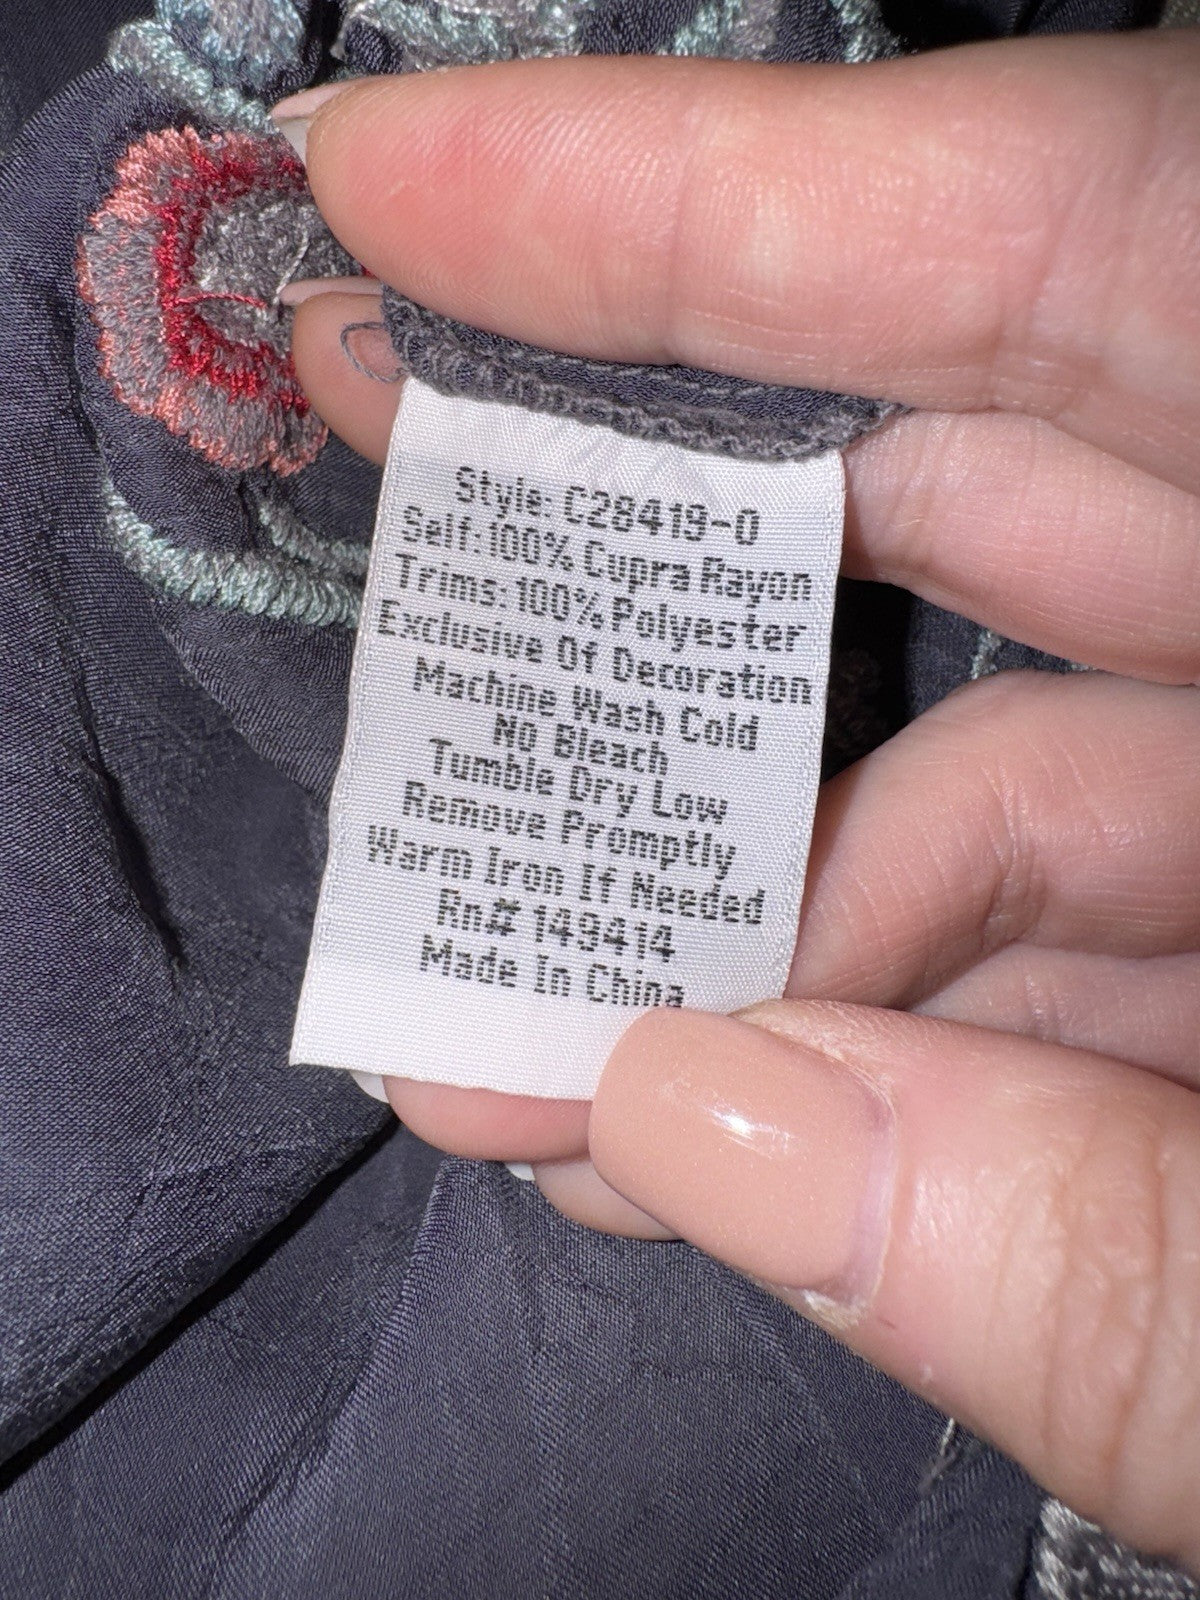 Style: C28419-0
Self:100% Cupra Rayon
Trims:100% Polyester
Exclusive Of Decoration
Machine Wash Cold
No Bleach
Tumble Dry Low
Remove Promptly
Warm Iron If Needed
Rn# 149414
Made In China